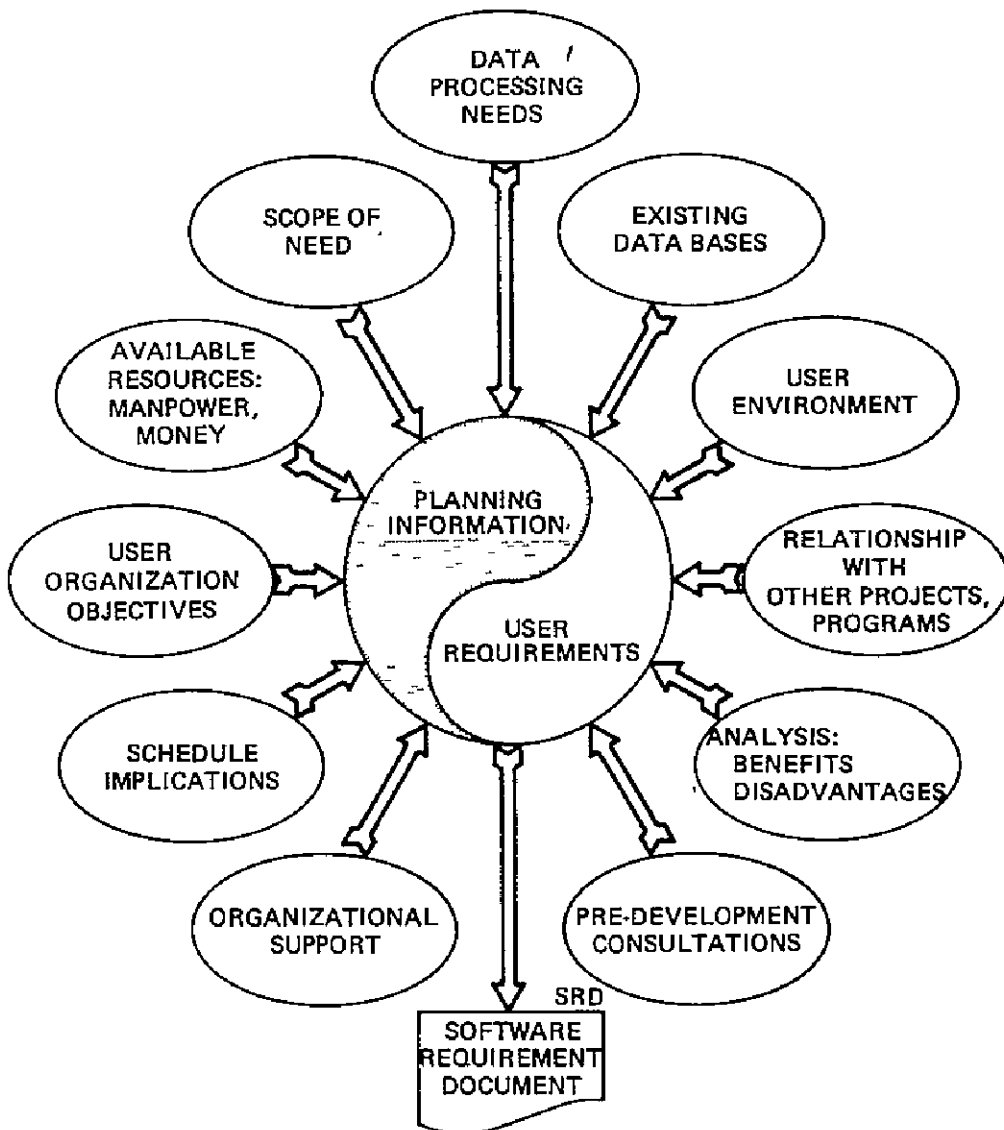 DATA
PROCESSING
NEEDS
SCOPE OF
NEED
EXISTING
DATA BASES
AVAILABLE
RESOURCES:
MANPOWER,
MONEY
USER
ENVIRONMENT
PLANNING
INFORMATION
USER
ORGANIZATION
OBJECTIVES
RELATIONSHIP
WITH
OTHER PROJECTS,
PROGRAMS
USER
REQUIREMENTS
SCHEDULE
IMPLICATIONS
ANALYSIS:
BENEFITS
DISADVANTAGES
ORGANIZATIONAL
SUPPORT
PRE-DEVELOPMENT
CONSULTATIONS
SRD
SOFTWARE
REQUIREMENT
DOCUMENT